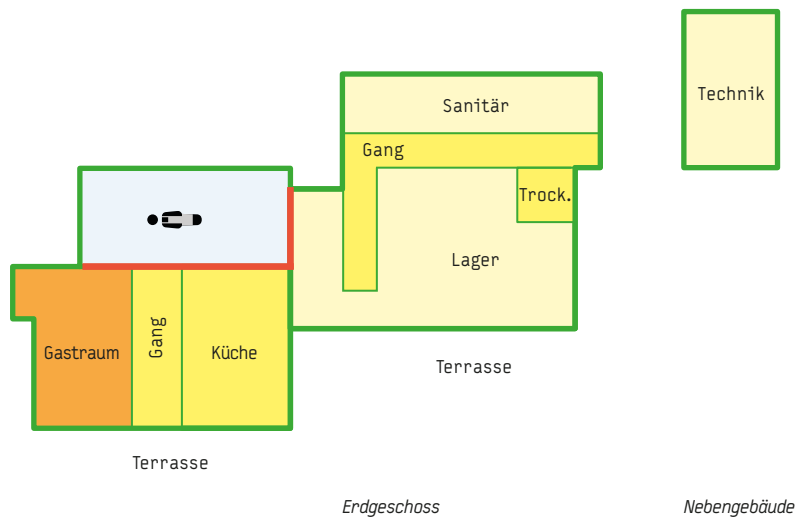 Technik
Sanitär
Gang
Trock.
Lager
Gastraum
Gang
Küche
Terrasse
Terrasse
Erdgeschoss
Nebengebäude